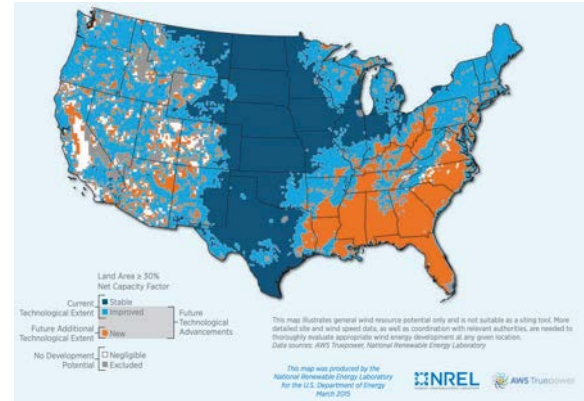 Land Area ≥ 30%
Net Capacity Factor
Current
Technological Extent
Stable
Improved
Future Additional
Technological Extent
New
Future
Technological
Advancements
No Development
Potential
Negligible
Excluded
This map illustrates general wind resource potential only and is not suitable as a siting tool. More
detailed site and wind speed data, as well as coordination with relevant authorities, are needed to
thoroughly evaluate appropriate wind energy development at any given location.
Data sources: AWS Truepower, National Renewable Energy Laboratory
This map was produced by the
National Renewable Energy Laboratory
for the U.S. Department of Energy
March 2015
NREL
AWS Truepower